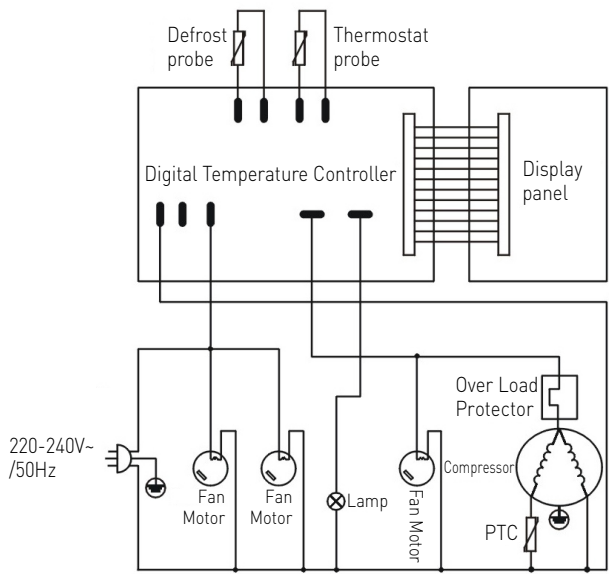 Defrost
probe
Thermostat
probe
Digital Temperature Controller
Display
panel
Over Load
Protector
220-240V~
/50Hz
Fan
Motor
Fan
Motor
Lamp
Fan Motor
Compressor
PTC